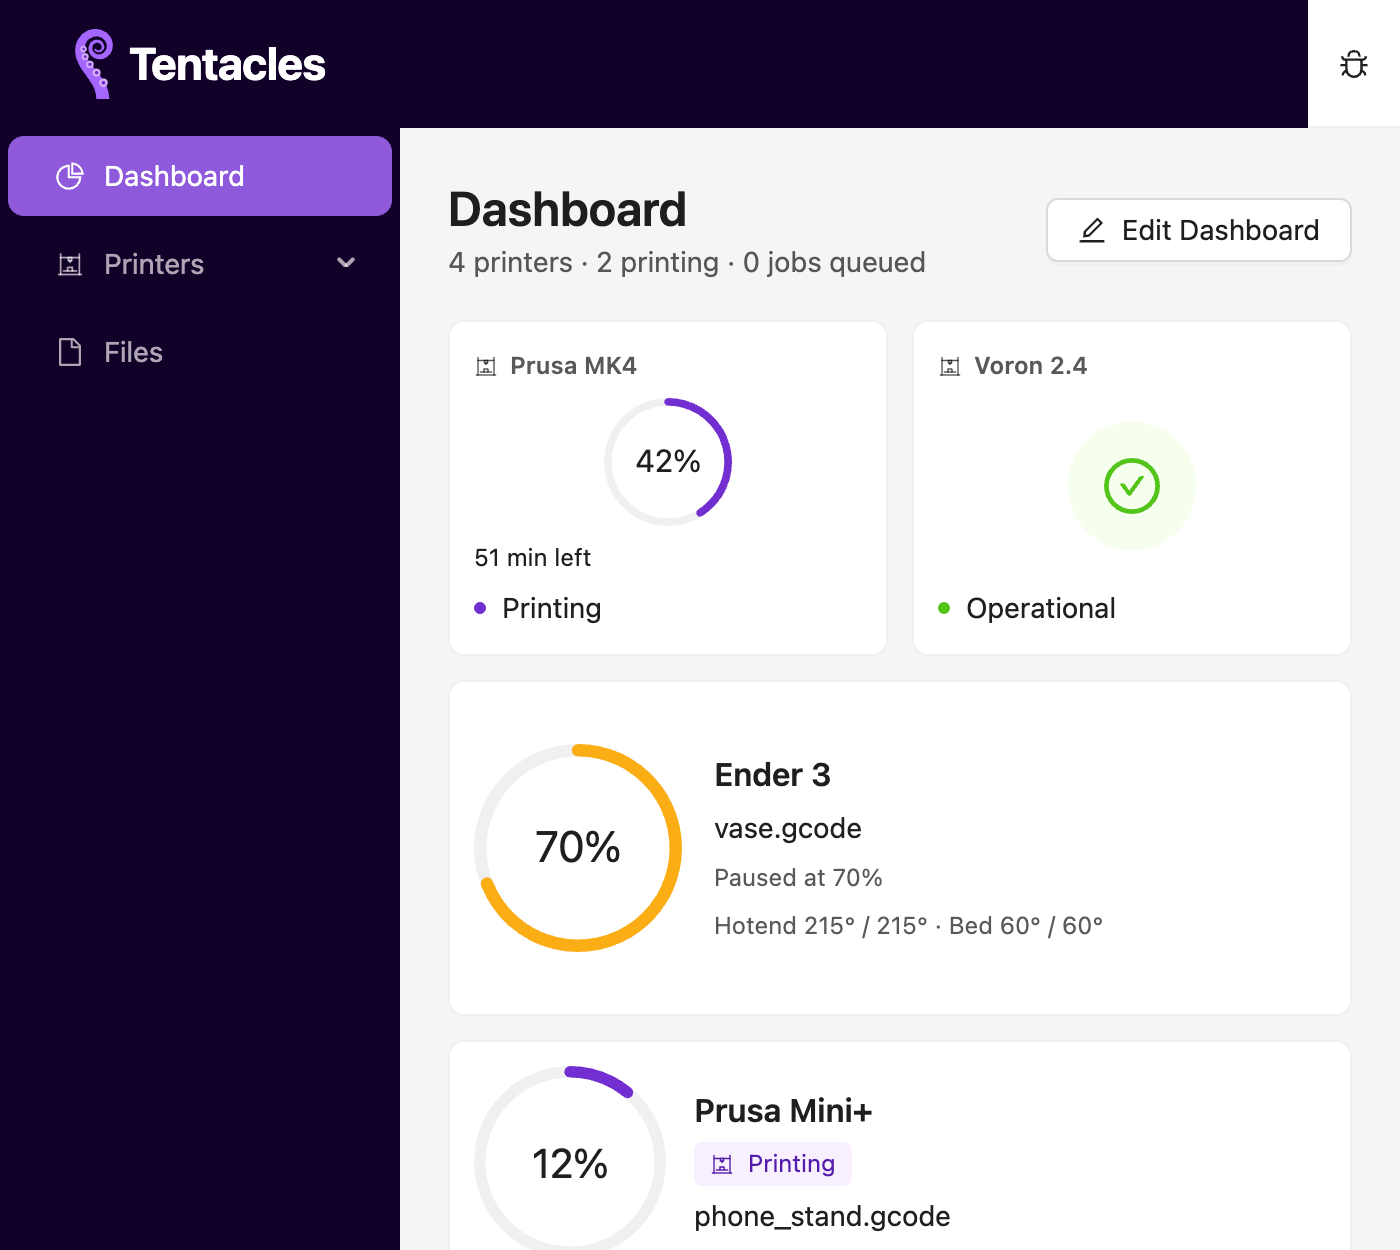 Tentacles
Dashboard
Printers
Files
Dashboard
4 printers · 2 printing · 0 jobs queued
Edit Dashboard
Prusa MK4
42%
51 min left
Printing
Voron 2.4
Operational
70%
Ender 3
vase.gcode
Paused at 70%
Hotend 215° / 215° · Bed 60° / 60°
12%
Prusa Mini+
Printing
phone_stand.gcode